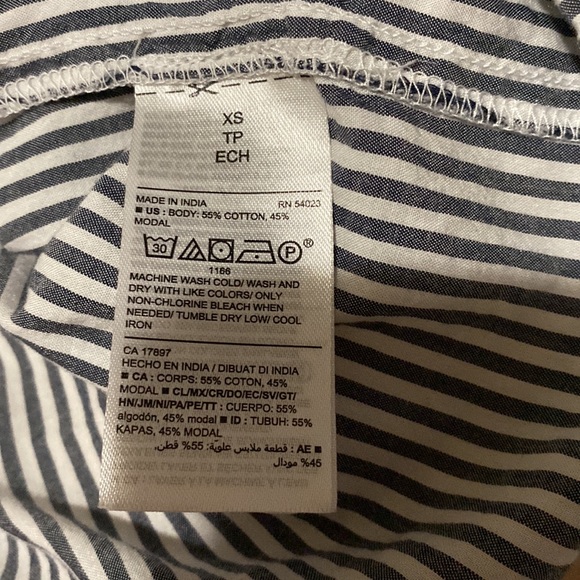 XS
TP
ECH
MADE IN INDIA RN 54023
■ US : BODY: 55% COTTON, 45%
MODAL
30 P ®
1166
MACHINE WASH COLD/ WASH AND
DRY WITH LIKE COLORS/ ONLY
NON-CHLORINE BLEACH WHEN
NEEDED/ TUMBLE DRY LOW/ COOL
IRON
CA 17897
HECHO EN INDIA / DIBUAT DI INDIA
■ CA : CORPS: 55% COTON, 45%
MODAL ■ CL/MX/CR/DO/EC/SV/GT/
HN/JM/NI/PA/PE/TT : CUERPO: 55%
algodón, 45% modal ■ ID : TUBUH: 55%
KAPAS, 45% MODAL
■ AE : قطعة ملابس علويّة: 55% قطن،
45% مودال